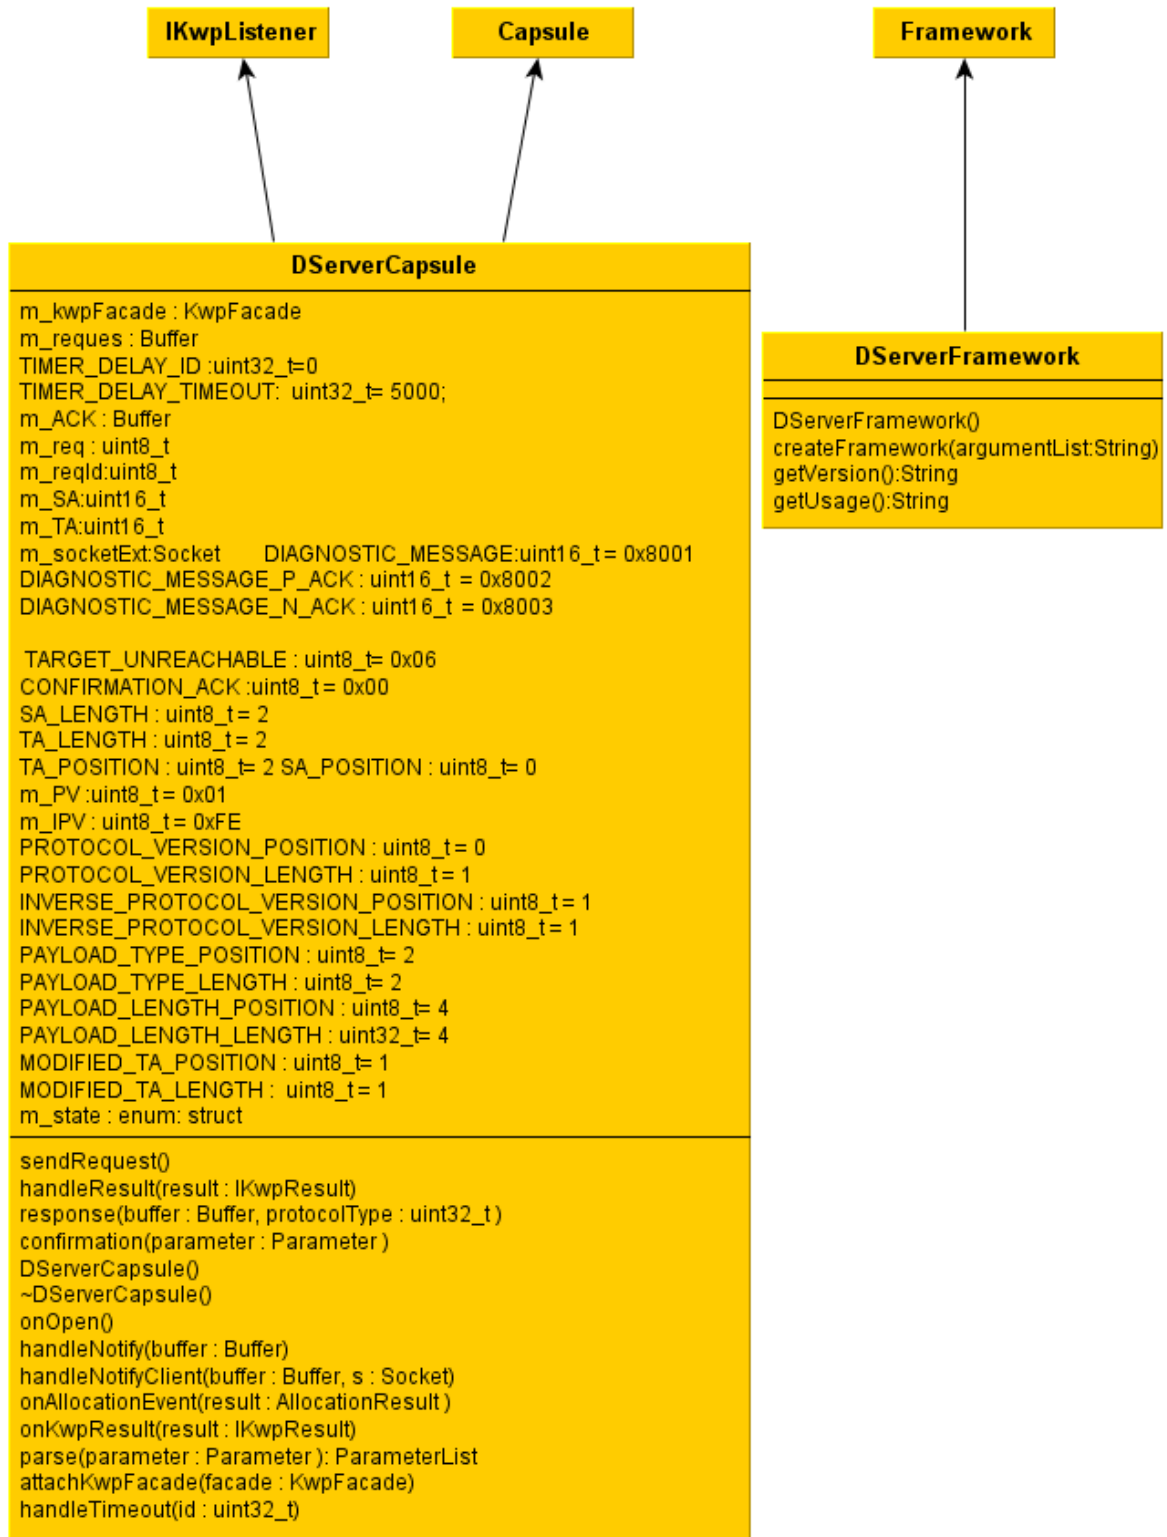 IKwpListener
Capsule
Framework
DServerCapsule
m_kwpFacade : KwpFacade
m_reques : Buffer
TIMER_DELAY_ID :uint32_t=0
TIMER_DELAY_TIMEOUT:  uint32_t= 5000;
m_ACK : Buffer
m_req : uint8_t
m_reqId:uint8_t
m_SA:uint16_t
m_TA:uint16_t
m_socketExt:Socket      DIAGNOSTIC_MESSAGE:uint16_t = 0x8001
DIAGNOSTIC_MESSAGE_P_ACK : uint16_t  = 0x8002
DIAGNOSTIC_MESSAGE_N_ACK : uint16_t  = 0x8003
TARGET_UNREACHABLE : uint8_t= 0x06
CONFIRMATION_ACK :uint8_t = 0x00
SA_LENGTH : uint8_t = 2
TA_LENGTH : uint8_t = 2
TA_POSITION : uint8_t= 2 SA_POSITION : uint8_t= 0
m_PV :uint8_t = 0x01
m_IPV : uint8_t = 0xFE
PROTOCOL_VERSION_POSITION : uint8_t = 0
PROTOCOL_VERSION_LENGTH : uint8_t = 1
INVERSE_PROTOCOL_VERSION_POSITION : uint8_t = 1
INVERSE_PROTOCOL_VERSION_LENGTH : uint8_t = 1
PAYLOAD_TYPE_POSITION : uint8_t= 2
PAYLOAD_TYPE_LENGTH : uint8_t= 2
PAYLOAD_LENGTH_POSITION : uint8_t= 4
PAYLOAD_LENGTH_LENGTH : uint32_t= 4
MODIFIED_TA_POSITION : uint8_t= 1
MODIFIED_TA_LENGTH :  uint8_t = 1
m_state : enum: struct
sendRequest()
handleResult(result : IKwpResult)
response(buffer : Buffer, protocolType : uint32_t )
confirmation(parameter : Parameter )
DServerCapsule()
~DServerCapsule()
onOpen()
handleNotify(buffer : Buffer)
handleNotifyClient(buffer : Buffer, s : Socket)
onAllocationEvent(result : AllocationResult )
onKwpResult(result : IKwpResult)
parse(parameter : Parameter ): ParameterList
attachKwpFacade(facade : KwpFacade)
handleTimeout(id : uint32_t)
DServerFramework
DServerFramework()
createFramework(argumentList:String)
getVersion():String
getUsage():String